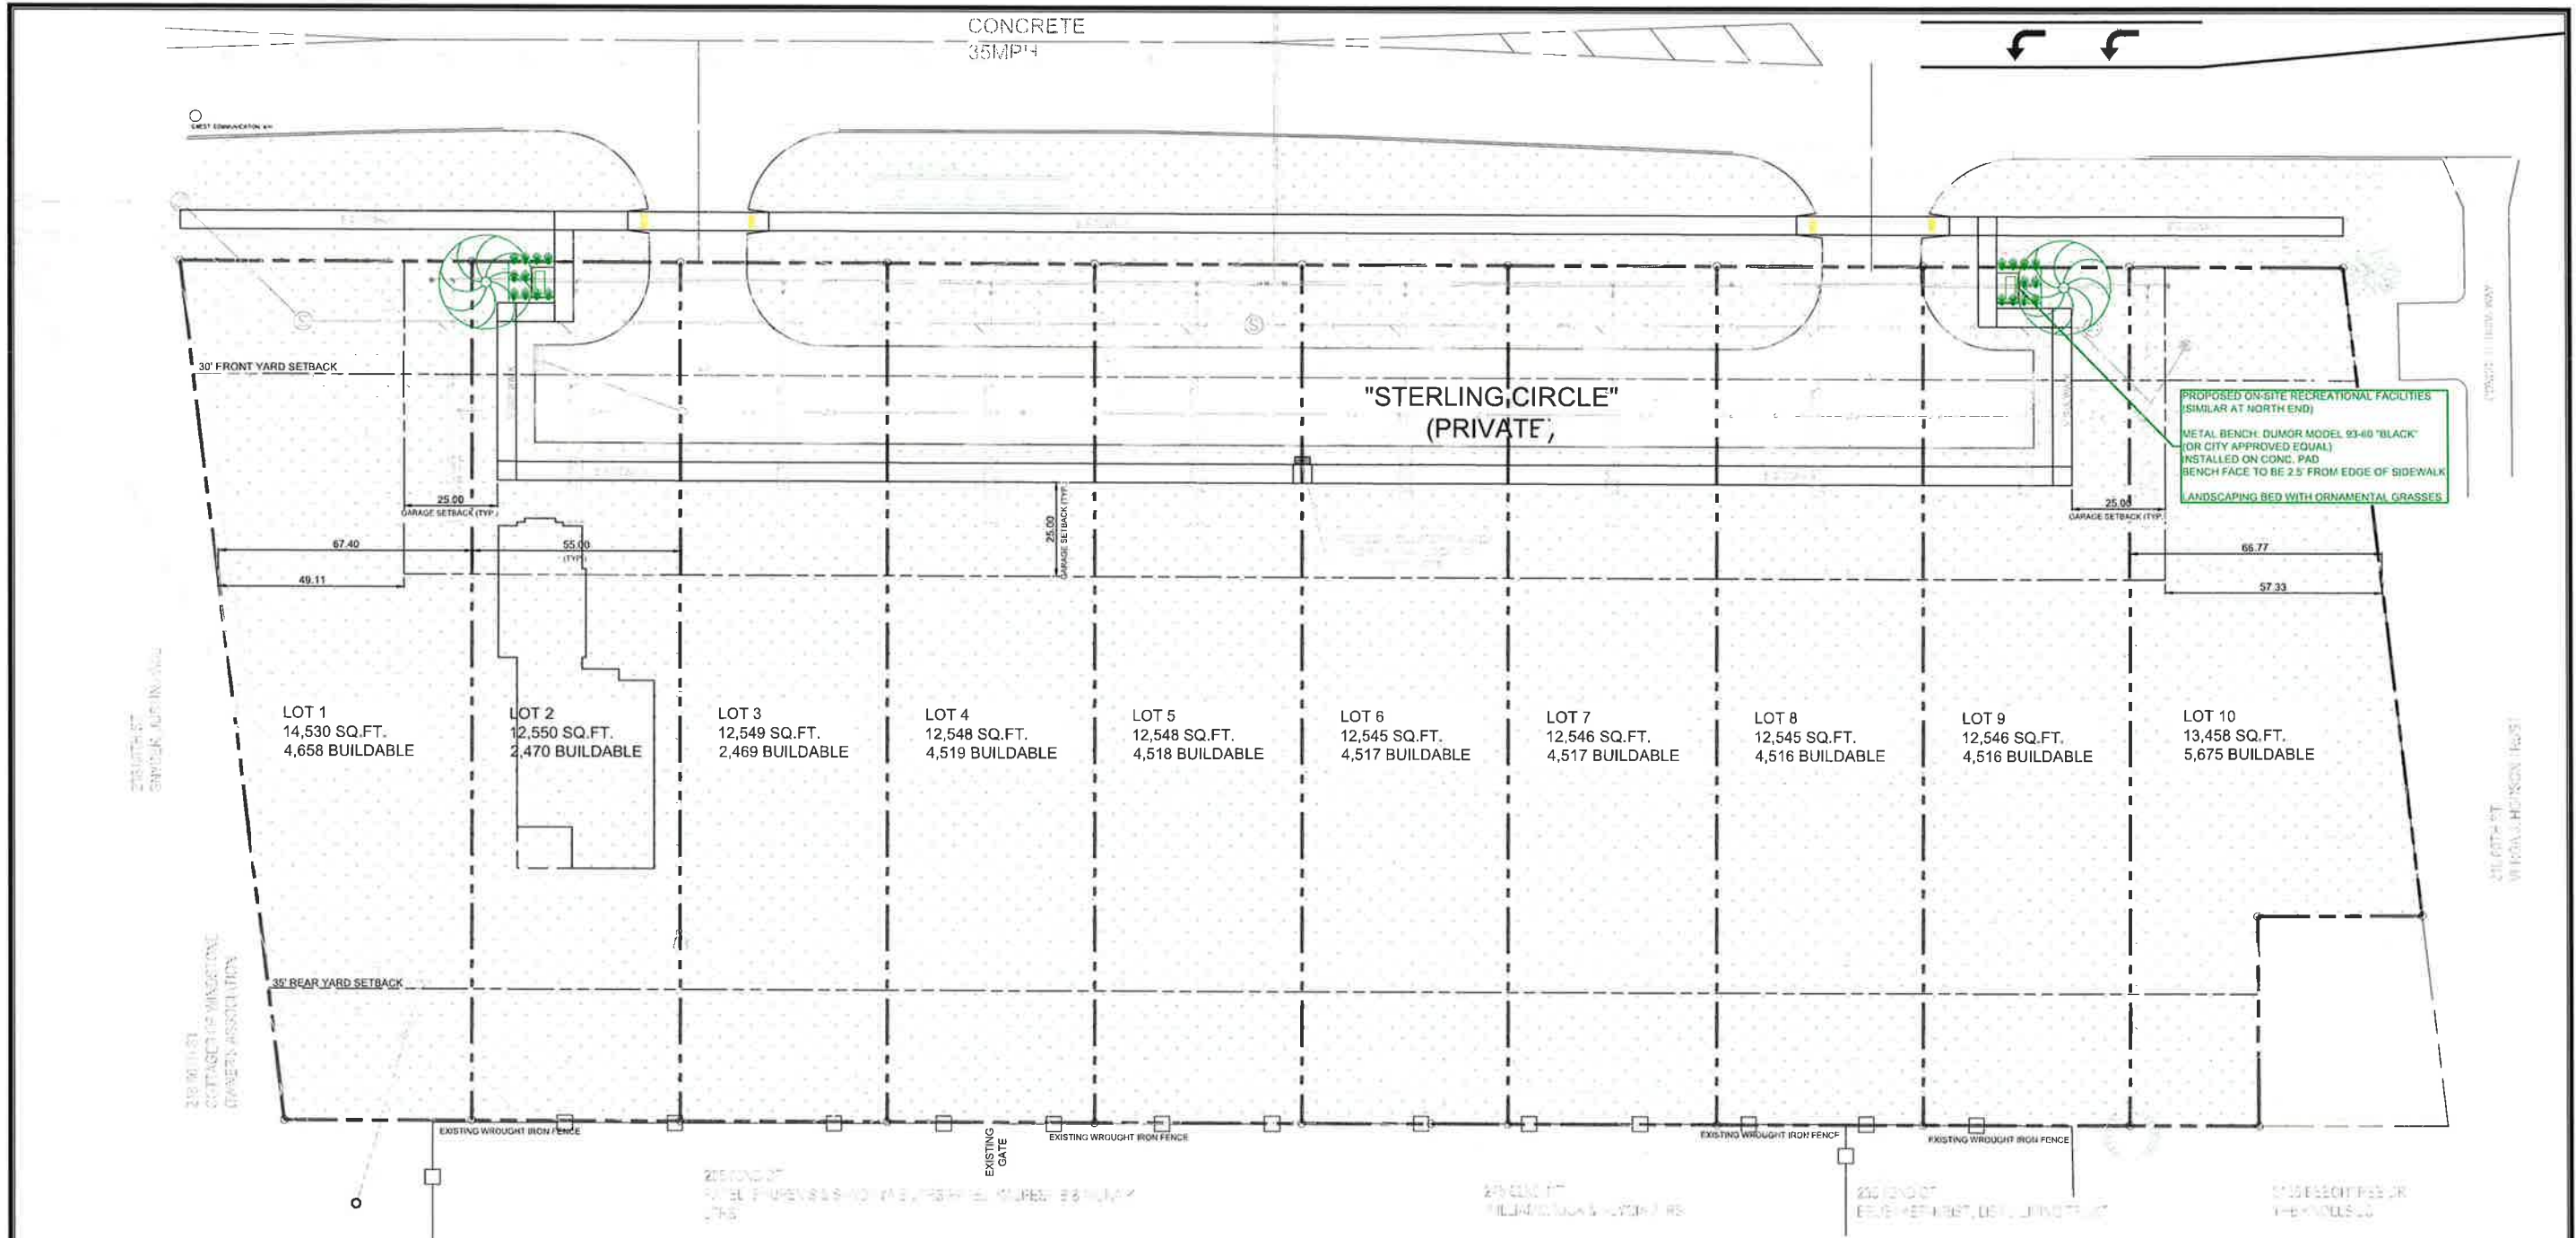 CONCRETE
35MPH
30' FRONT YARD SETBACK
"STERLING CIRCLE"
(PRIVATE)
PROPOSED ON-SITE RECREATIONAL FACILITIES
(SIMILAR AT NORTH END)
METAL BENCH: DUMOR MODEL 93-60 "BLACK"
(OR CITY APPROVED EQUAL)
INSTALLED ON CONC. PAD
BENCH FACE TO BE 2.5' FROM EDGE OF SIDEWALK
LANDSCAPING BED WITH ORNAMENTAL GRASSES
25.00
GARAGE SETBACK (TYP.)
25.00
GARAGE SETBACK (TYP.)
25.00
GARAGE SETBACK (TYP.
67.40
55.00
(TYP.)
49.11
66.77
57.33
LOT 1
14,530 SQ.FT.
4,658 BUILDABLE
LOT 2
12,550 SQ.FT.
2,470 BUILDABLE
LOT 3
12,549 SQ.FT.
2,469 BUILDABLE
LOT 4
12,548 SQ.FT.
4,519 BUILDABLE
LOT 5
12,548 SQ.FT.
4,518 BUILDABLE
LOT 6
12,545 SQ.FT.
4,517 BUILDABLE
LOT 7
12,546 SQ.FT.
4,517 BUILDABLE
LOT 8
12,545 SQ.FT.
4,516 BUILDABLE
LOT 9
12,546 SQ.FT.
4,516 BUILDABLE
LOT 10
13,458 SQ.FT.
5,675 BUILDABLE
35' REAR YARD SETBACK
EXISTING WROUGHT IRON FENCE
EXISTING
GATE
EXISTING WROUGHT IRON FENCE
EXISTING WROUGHT IRON FENCE
EXISTING WROUGHT IRON FENCE